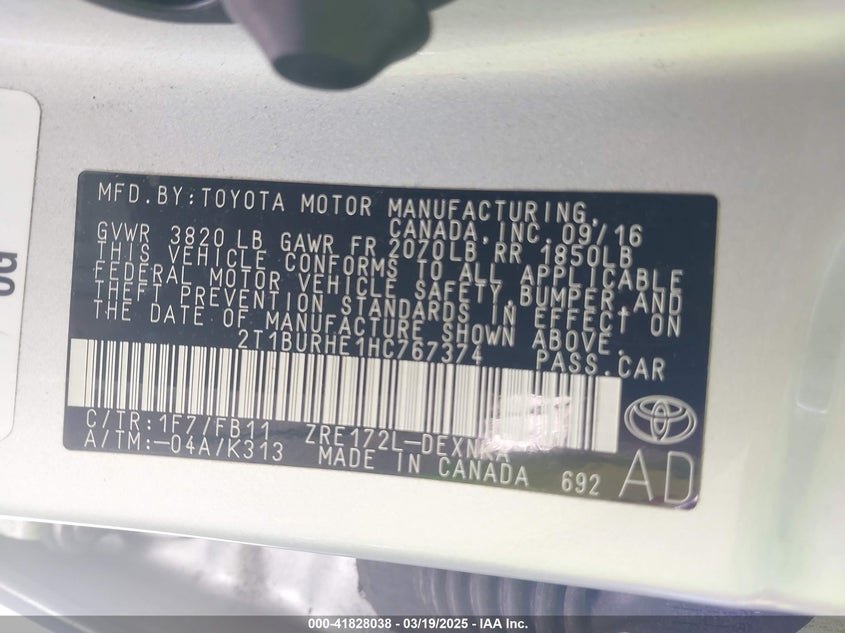 MFD.BY:TOYOTA MOTOR MANUFACTURING,
CANADA, INC. 09/16
GVWR 3820 LB GAWR FR 2070LB RR 1850LB
THIS VEHICLE CONFORMS TO ALL APPLICABLE
FEDERAL MOTOR VEHICLE SAFETY, BUMPER, AND
THEFT PREVENTION STANDARDS IN EFFECT ON
THE DATE OF MANUFACTURE SHOWN ABOVE.
2T1BURHE1HC767374 PASS.CAR
C/TR:1F7/FB11 ZRE172L-DEXNKA
A/TM:-04A/K313 MADE IN CANADA 692 AD
000-41828038 - 03/19/2025 - IAA Inc.